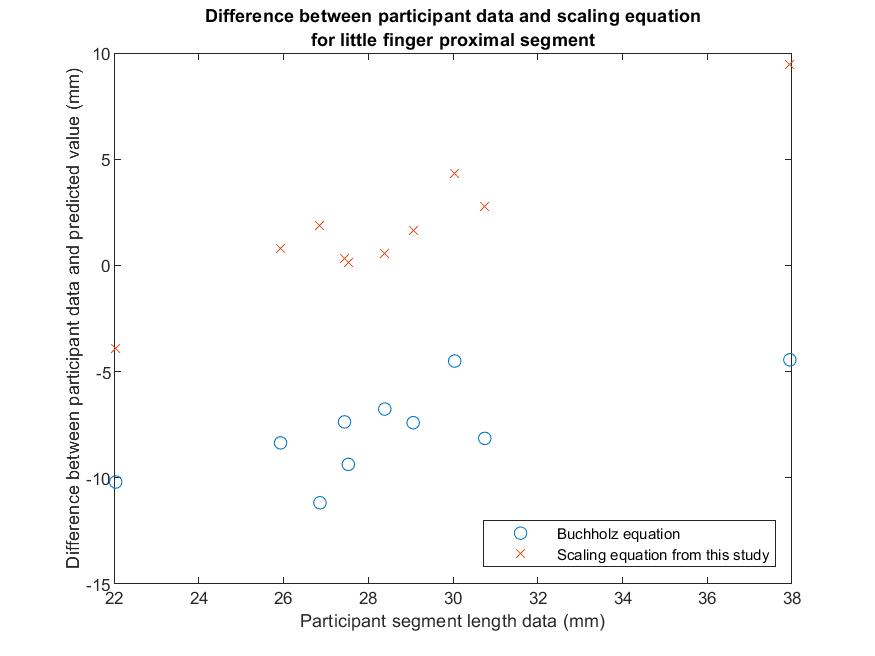 Difference between participant data and scaling equation
for little finger proximal segment
Difference between participant data and predicted value (mm)
10
5
0
-5
-10
-15
22 24 26 28 30 32 34 36 38
Participant segment length data (mm)
Buchholz equation
Scaling equation from this study